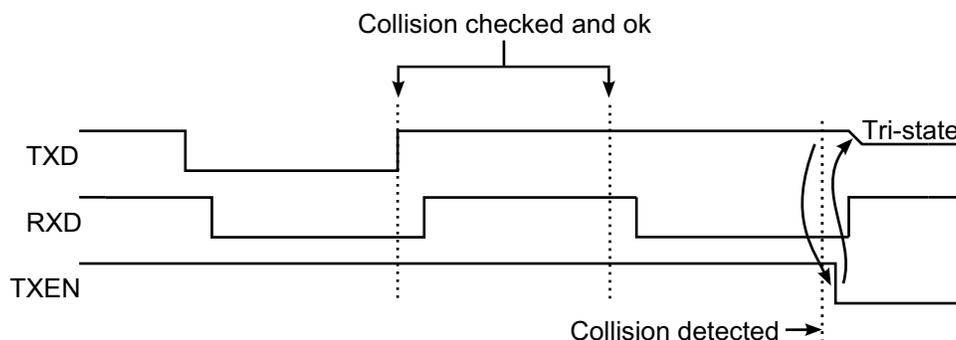 Collision checked and ok
Tri-state
TXD
RXD
TXEN
Collision detected